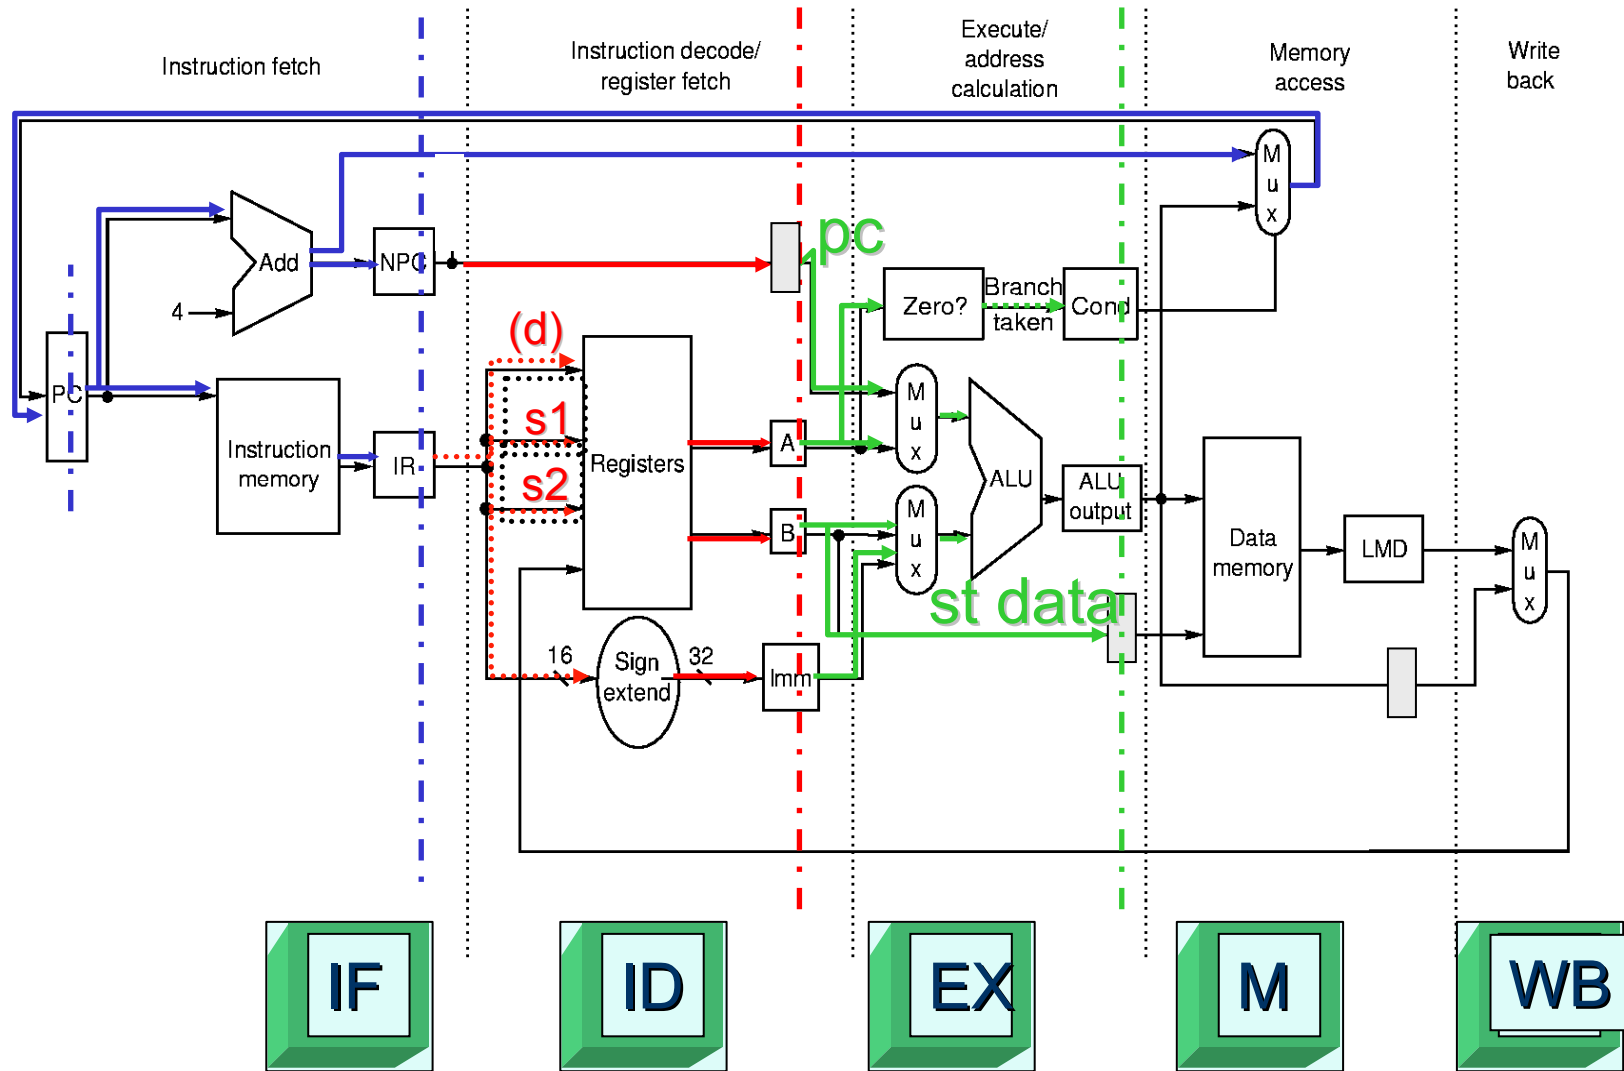 Instruction fetch
Instruction decode/
register fetch
Execute/
address
calculation
Memory
access
Write
back
M
u
x
pc
Add
NPC
4
Zero?
Branch
taken
Cond
(d)
PC
s1
s2
Instruction
memory
IR
Registers
A
B
M
u
x
M
u
x
ALU
ALU
output
Data
memory
LMD
M
u
x
st data
16
Sign
extend
32
Imm
IF
ID
EX
M
WB